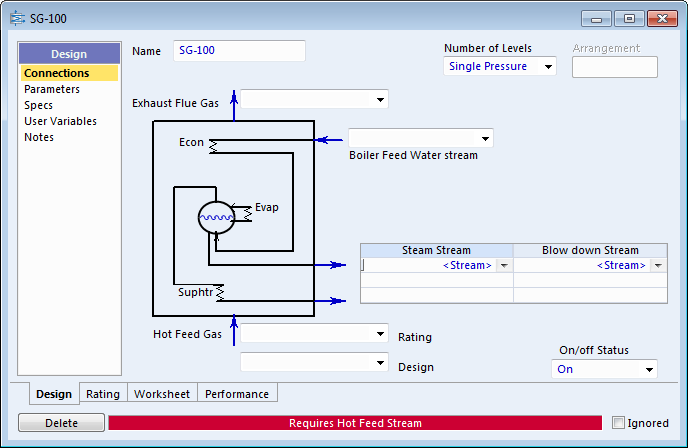 SG-100
Design
Connections
Parameters
Specs
User Variables
Notes
Name SG-100
Number of Levels
Single Pressure
Arrangement
Exhaust Flue Gas
Econ
Boiler Feed Water stream
Evap
Steam Stream Blow down Stream
<Stream> <Stream>
Suphtr
Hot Feed Gas
Rating
Design
On/off Status
On
Design Rating Worksheet Performance
Delete Requires Hot Feed Stream Ignored